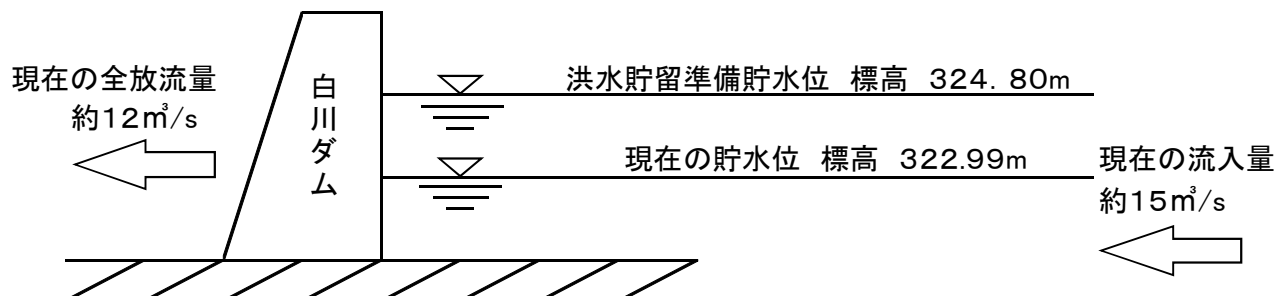 現在の全放流量
約12㎥/s
白川ダム
洪水貯留準備貯水位 標高 324. 80m
現在の貯水位 標高 322.99m
現在の流入量
約15㎥/s